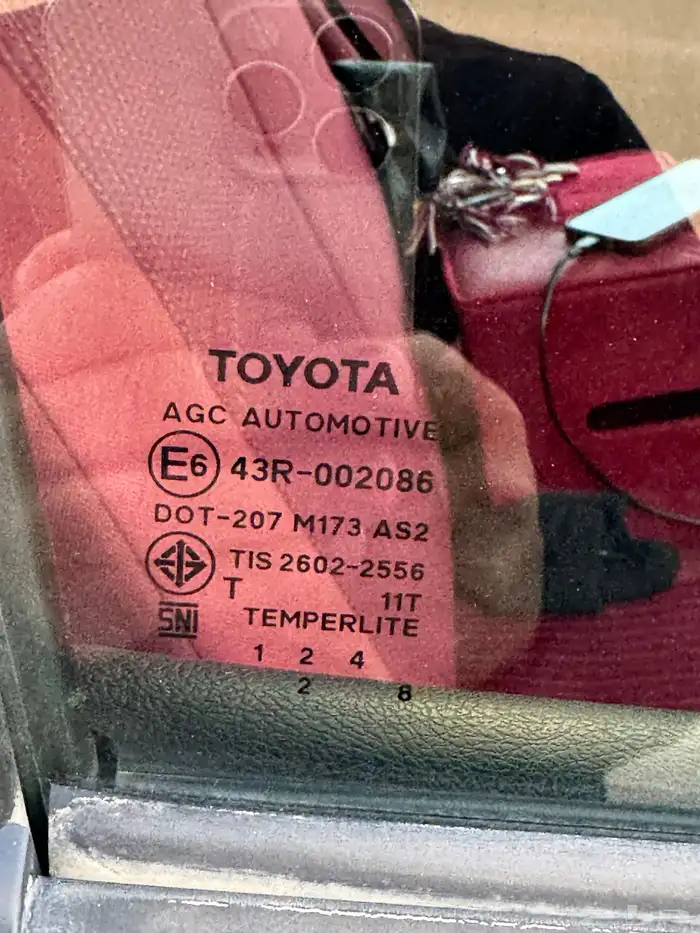 TOYOTA
AGC AUTOMOTIVE
E6 43R-002086
DOT-207 M173 AS2
TIS 2602-2556
T 11T
SNI TEMPERLITE
1 2 4
2 8